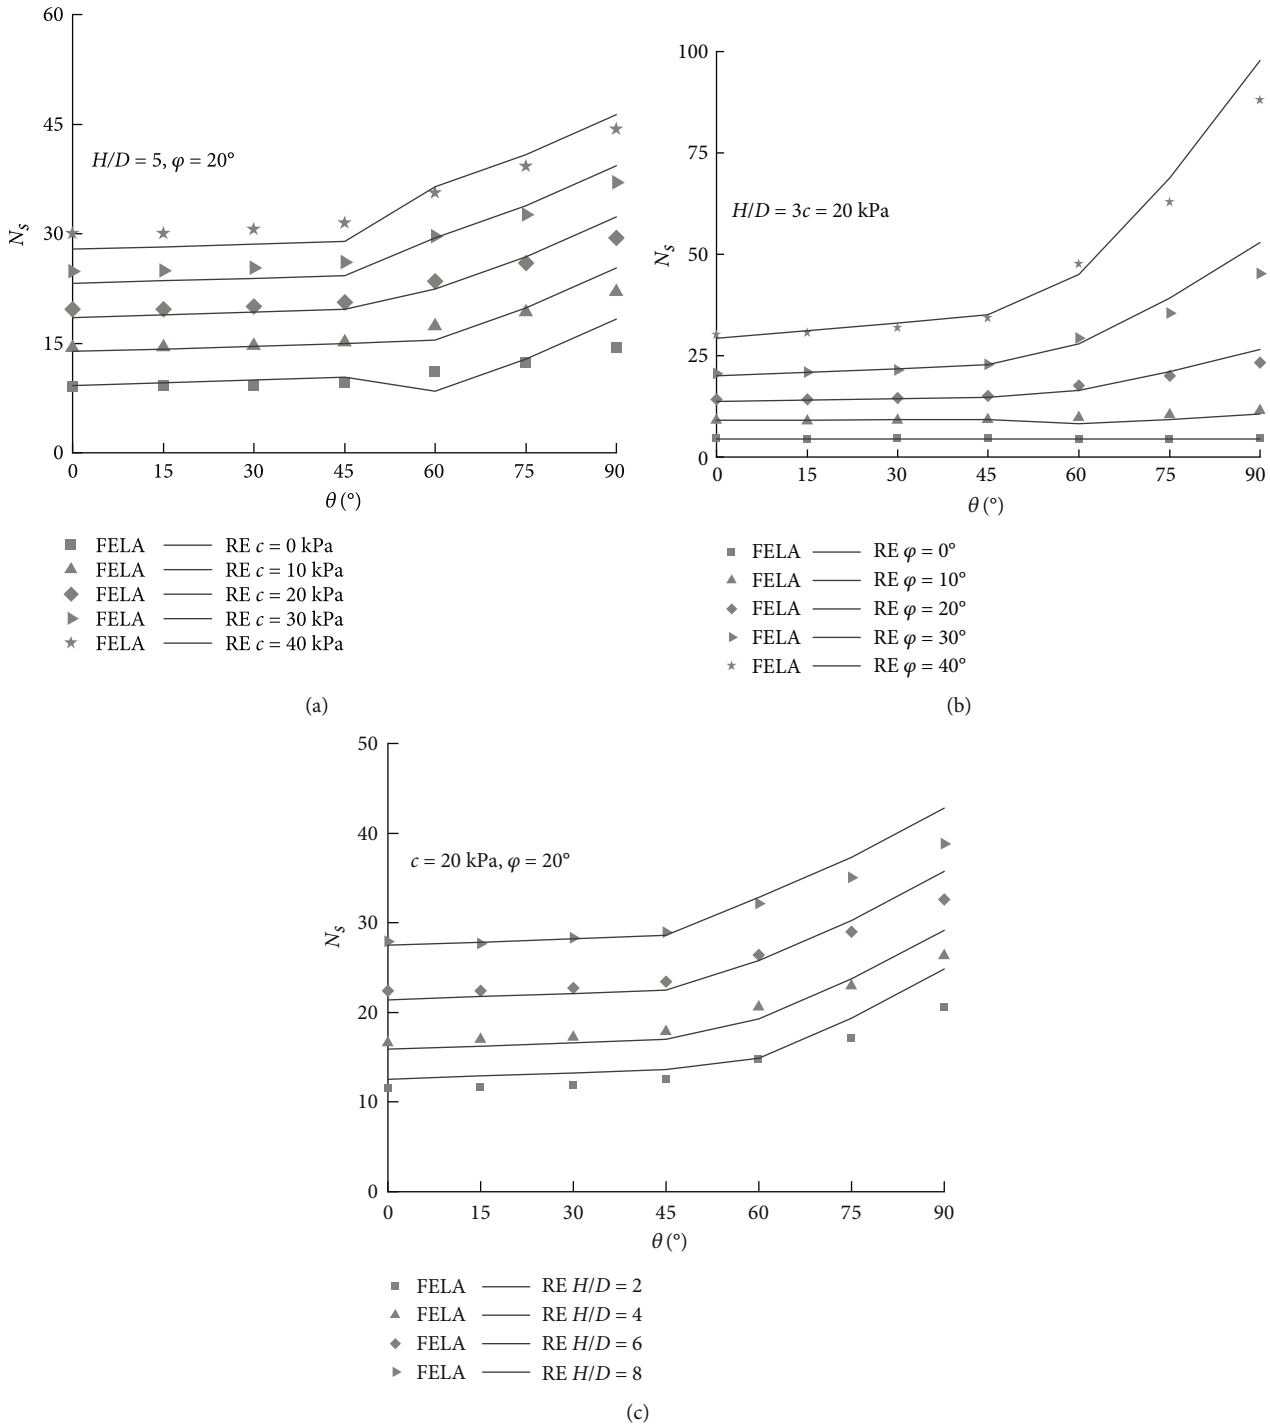 60
45
30
15
0
N_s
H/D = 5, φ = 20°
0 15 30 45 60 75 90
θ (°)
FELA RE c = 0 kPa
FELA RE c = 10 kPa
FELA RE c = 20 kPa
FELA RE c = 30 kPa
FELA RE c = 40 kPa
(a)
100
75
50
25
0
N_s
H/D = 3c = 20 kPa
0 15 30 45 60 75 90
θ (°)
FELA RE φ = 0°
FELA RE φ = 10°
FELA RE φ = 20°
FELA RE φ = 30°
FELA RE φ = 40°
(b)
50
40
30
20
10
0
N_s
c = 20 kPa, φ = 20°
0 15 30 45 60 75 90
θ (°)
FELA RE H/D = 2
FELA RE H/D = 4
FELA RE H/D = 6
FELA RE H/D = 8
(c)